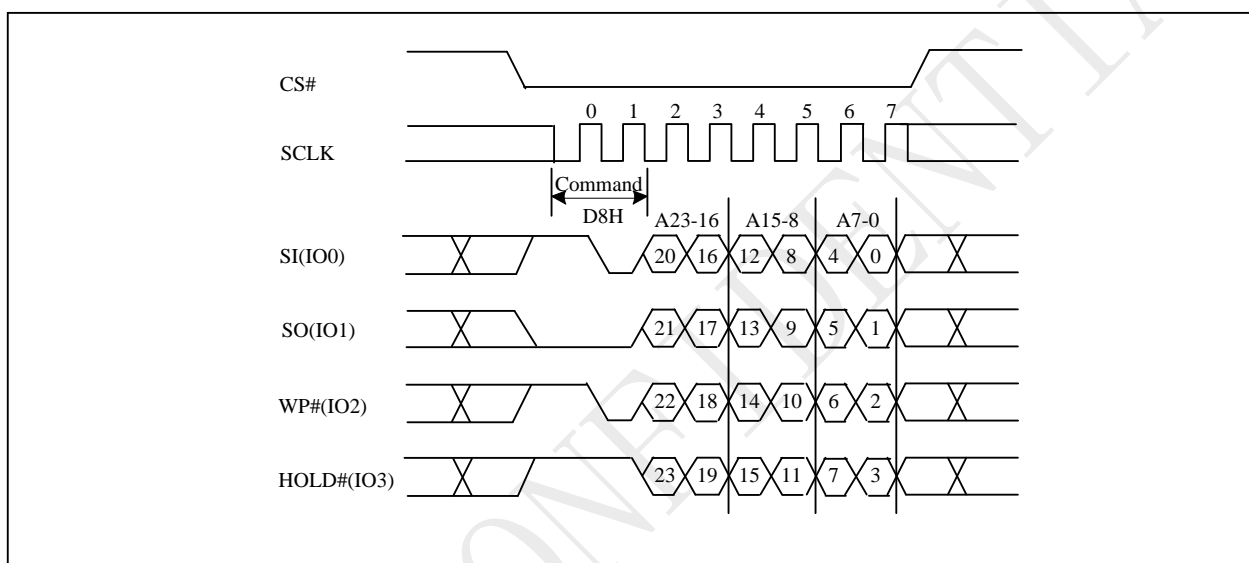 CS#
0 1 2 3 4 5 6 7
SCLK
Command
D8H
A23-16 A15-8 A7-0
SI(IO0) 20 16 12 8 4 0
SO(IO1) 21 17 13 9 5 1
WP#(IO2) 22 18 14 10 6 2
HOLD#(IO3) 23 19 15 11 7 3